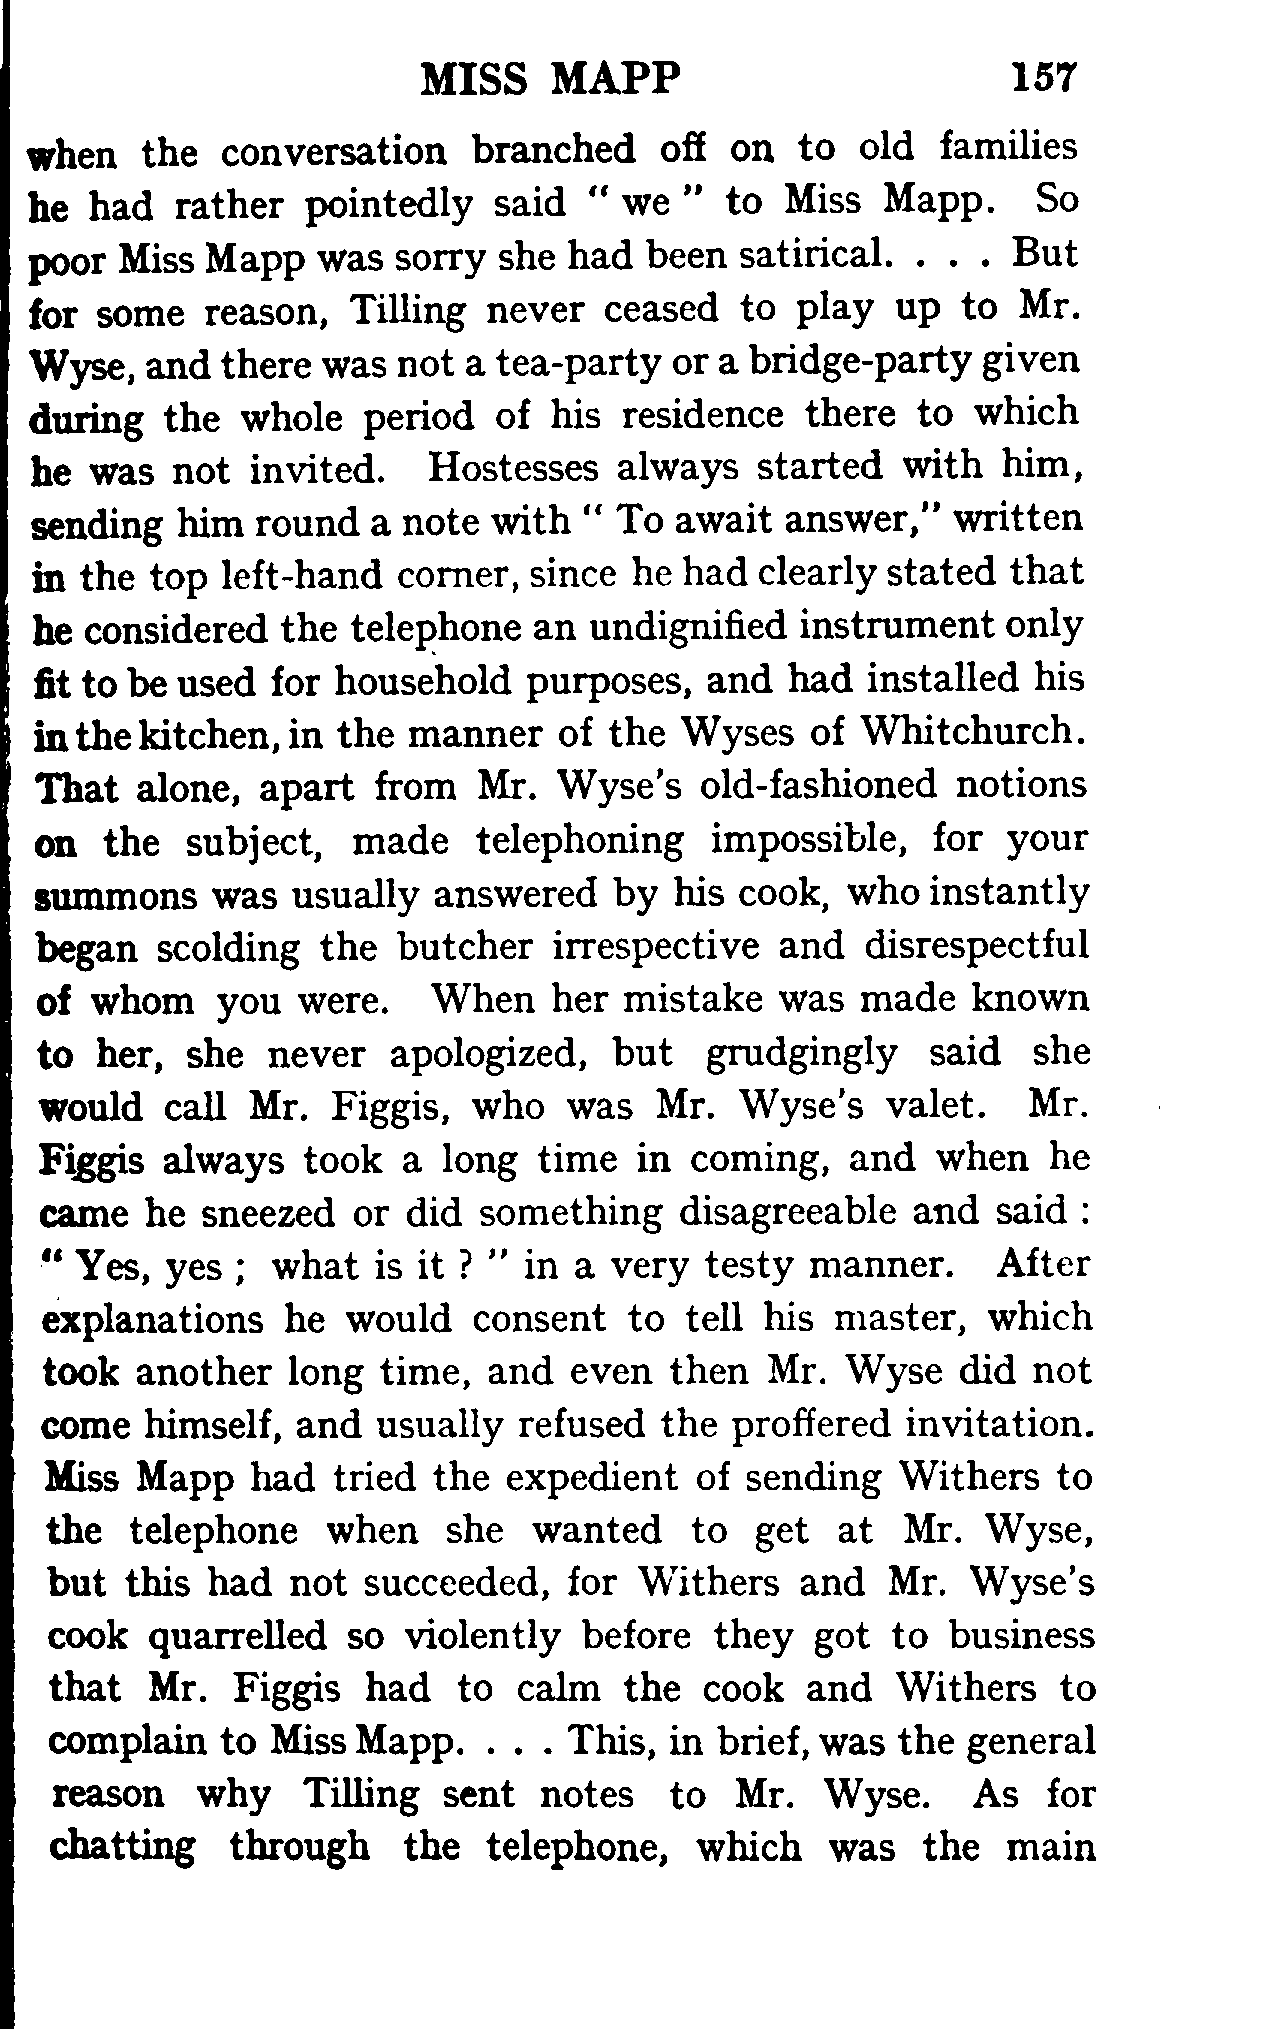 MISS MAPP 157
when the conversation branched off on to old families
he had rather pointedly said " we " to Miss Mapp. So
poor Miss Mapp was sorry she had been satirical. . . . But
for some reason, Tilling never ceased to play up to Mr.
Wyse, and there was not a tea-party or a bridge-party given
during the whole period of his residence there to which
he was not invited. Hostesses always started with him,
sending him round a note with " To await answer," written
in the top left-hand corner, since he had clearly stated that
he considered the telephone an undignified instrument only
fit to be used for household purposes, and had installed his
in the kitchen, in the manner of the Wyses of Whitchurch.
That alone, apart from Mr. Wyse's old-fashioned notions
on the subject, made telephoning impossible, for your
summons was usually answered by his cook, who instantly
began scolding the butcher irrespective and disrespectful
of whom you were. When her mistake was made known
to her, she never apologized, but grudgingly said she
would call Mr. Figgis, who was Mr. Wyse's valet. Mr.
Figgis always took a long time in coming, and when he
came he sneezed or did something disagreeable and said :
" Yes, yes ; what is it ? " in a very testy manner. After
explanations he would consent to tell his master, which
took another long time, and even then Mr. Wyse did not
come himself, and usually refused the proffered invitation.
Miss Mapp had tried the expedient of sending Withers to
the telephone when she wanted to get at Mr. Wyse,
but this had not succeeded, for Withers and Mr. Wyse's
cook quarrelled so violently before they got to business
that Mr. Figgis had to calm the cook and Withers to
complain to Miss Mapp. . . . This, in brief, was the general
reason why Tilling sent notes to Mr. Wyse. As for
chatting through the telephone, which was the main